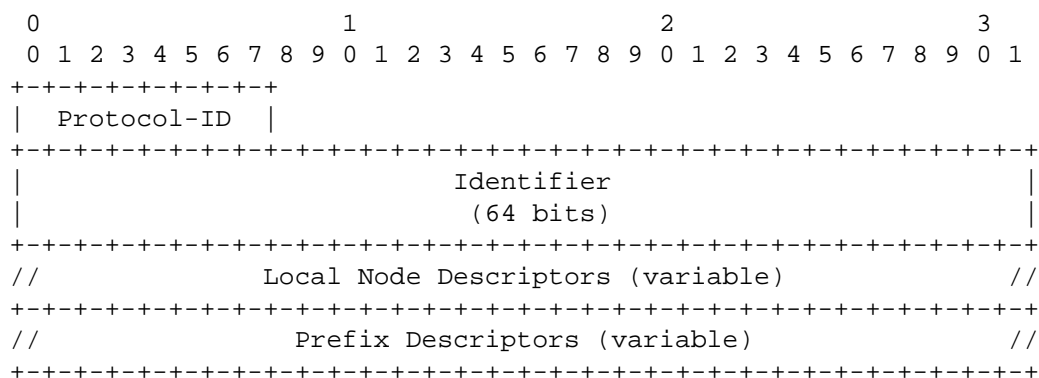 0                   1                   2                   3
 0 1 2 3 4 5 6 7 8 9 0 1 2 3 4 5 6 7 8 9 0 1 2 3 4 5 6 7 8 9 0 1
+-+-+-+-+-+-+-+-+
|  Protocol-ID  |
+-+-+-+-+-+-+-+-+-+-+-+-+-+-+-+-+-+-+-+-+-+-+-+-+-+-+-+-+-+-+-+-+
|                           Identifier                          |
|                            (64 bits)                          |
+-+-+-+-+-+-+-+-+-+-+-+-+-+-+-+-+-+-+-+-+-+-+-+-+-+-+-+-+-+-+-+-+
//              Local Node Descriptors (variable)              //
+-+-+-+-+-+-+-+-+-+-+-+-+-+-+-+-+-+-+-+-+-+-+-+-+-+-+-+-+-+-+-+-+
//                Prefix Descriptors (variable)                //
+-+-+-+-+-+-+-+-+-+-+-+-+-+-+-+-+-+-+-+-+-+-+-+-+-+-+-+-+-+-+-+-+